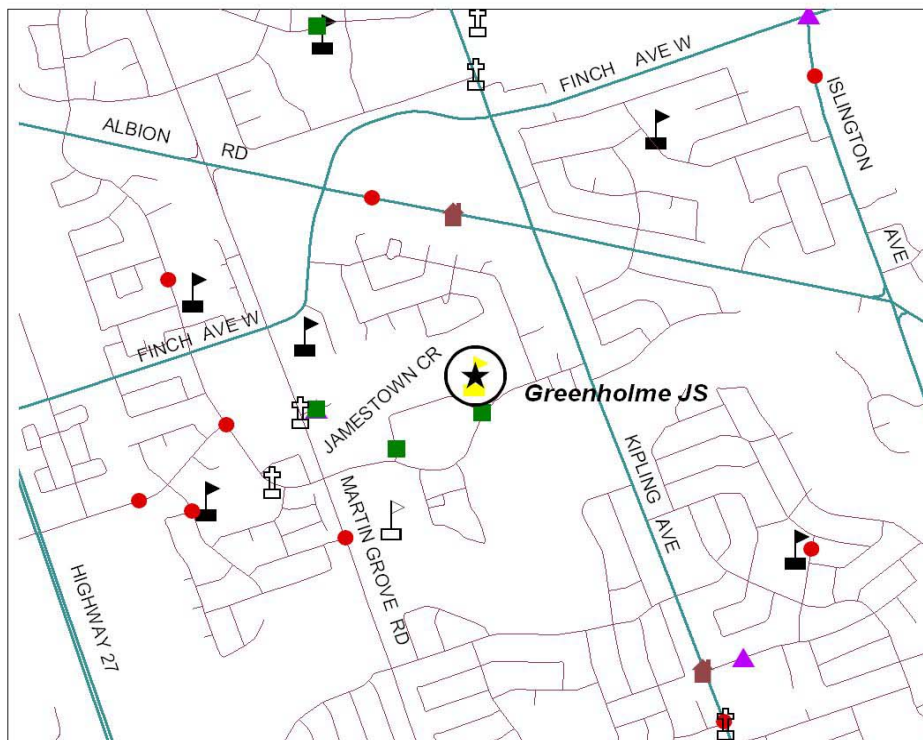 FINCH AVE W
ISLINGTON AVE
ALBION RD
FINCH AVE W
JAMESTOWN CR
Greenholme JS
KIPLING AVE
MARTIN GROVE RD
HIGHWAY 27